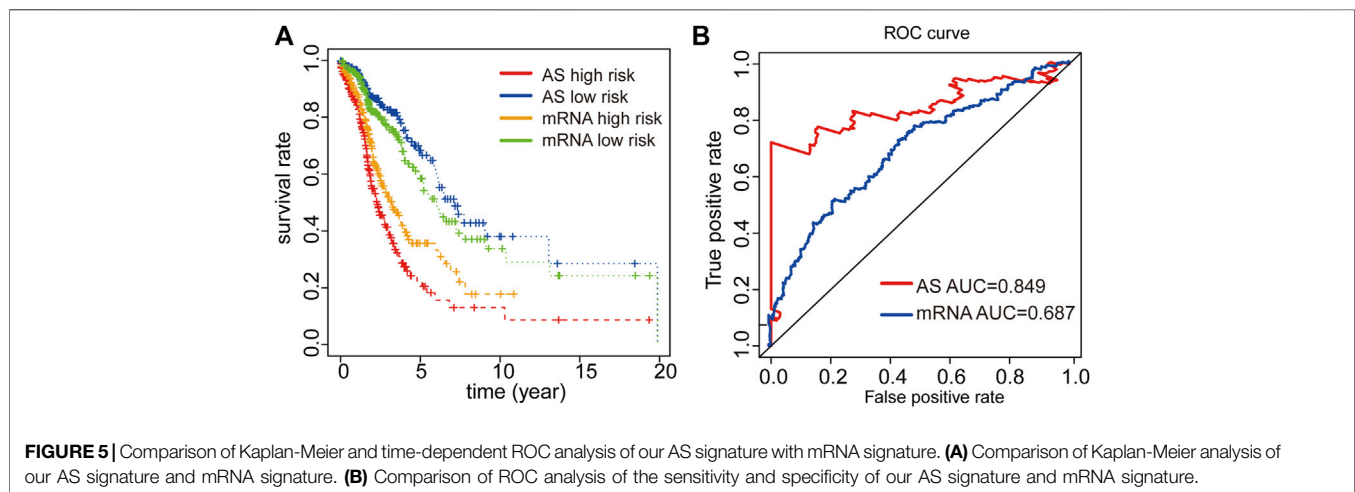 A
survival rate
1.0
0.8
0.6
0.4
0.2
0.0
AS high risk
AS low risk
mRNA high risk
mRNA low risk
0 5 10 15 20
time (year)
B
ROC curve
True positive rate
1.0
0.8
0.6
0.4
0.2
1.0
AS AUC=0.849
mRNA AUC=0.687
0.0 0.2 0.4 0.6 0.8 1.0
False positive rate
FIGURE 5 | Comparison of Kaplan-Meier and time-dependent ROC analysis of our AS signature with mRNA signature. (A) Comparison of Kaplan-Meier analysis of
our AS signature and mRNA signature. (B) Comparison of ROC analysis of the sensitivity and specificity of our AS signature and mRNA signature.